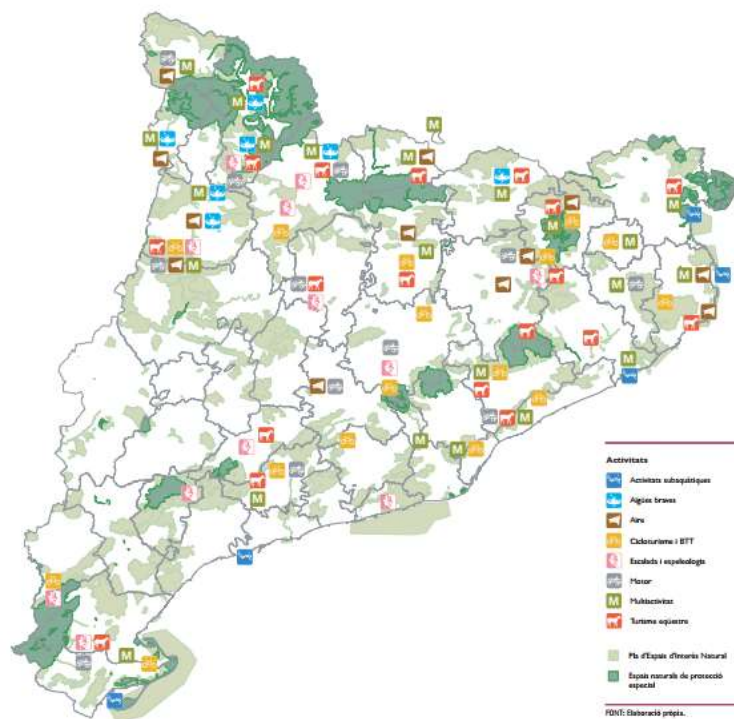 Activitats
Activitats subaquàtiques
Aigües braves
Aire
Cicloturisme i BTT
Escalada i espeleologia
Motor
Multiactivitat
Turisme eqüestre
Pla d'Espais d'Interès Natural
Espais naturals de protecció
especial
FONT: Elaboració pròpia.